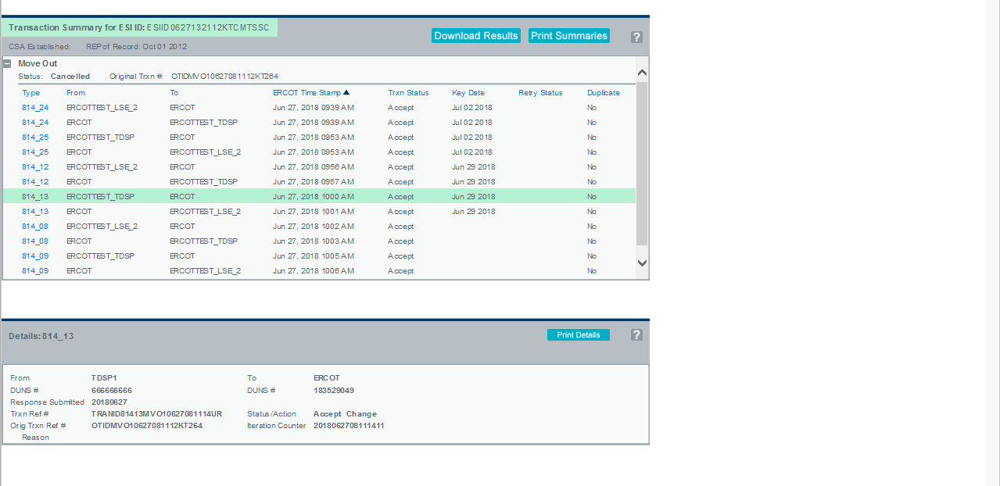 Transaction Summary for ESI ID: ESIID0627132112KTCMTSSC
Download Results Print Summaries ?
CSA Established: REP of Record: Oct 01 2012
Move Out
Status: Cancelled Original Trxn #: OTIDMVO10627081112KT264
Type From To ERCOT Time Stamp Trxn Status Key Date Retry Status Duplicate
814_24 ERCOTTEST_LSE_2 ERCOT Jun 27, 2018 0939 AM Accept Jul 02 2018 No
814_24 ERCOT ERCOTTEST_TDSP Jun 27, 2018 0939 AM Accept Jul 02 2018 No
814_25 ERCOTTEST_TDSP ERCOT Jun 27, 2018 0953 AM Accept Jul 02 2018 No
814_25 ERCOT ERCOTTEST_LSE_2 Jun 27, 2018 0953 AM Accept Jul 02 2018 No
814_12 ERCOTTEST_LSE_2 ERCOT Jun 27, 2018 0956 AM Accept Jun 29 2018 No
814_12 ERCOT ERCOTTEST_TDSP Jun 27, 2018 0957 AM Accept Jun 29 2018 No
814_13 ERCOTTEST_TDSP ERCOT Jun 27, 2018 1000 AM Accept Jun 29 2018 No
814_13 ERCOT ERCOTTEST_LSE_2 Jun 27, 2018 1001 AM Accept Jun 29 2018 No
814_08 ERCOTTEST_LSE_2 ERCOT Jun 27, 2018 1002 AM Accept No
814_08 ERCOT ERCOTTEST_TDSP Jun 27, 2018 1003 AM Accept No
814_09 ERCOTTEST_TDSP ERCOT Jun 27, 2018 1005 AM Accept No
814_09 ERCOT ERCOTTEST_LSE_2 Jun 27, 2018 1006 AM Accept No
Details: 814_13 Print Details ?
From TDSP1 To ERCOT
DUNS # 666666666 DUNS # 183529049
Response Submitted 20180627
Trxn Ref # TRANID81413MVO10627081114UR Status/Action Accept Change
Orig Trxn Ref # OTIDMVO10627081112KT264 Iteration Counter 2018062708111411
Reason